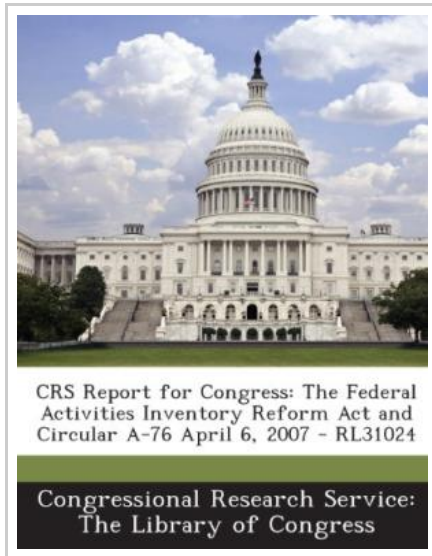 CRS Report for Congress: The Federal
Activities Inventory Reform Act and
Circular A-76 April 6, 2007 - RL31024
Congressional Research Service:
The Library of Congress